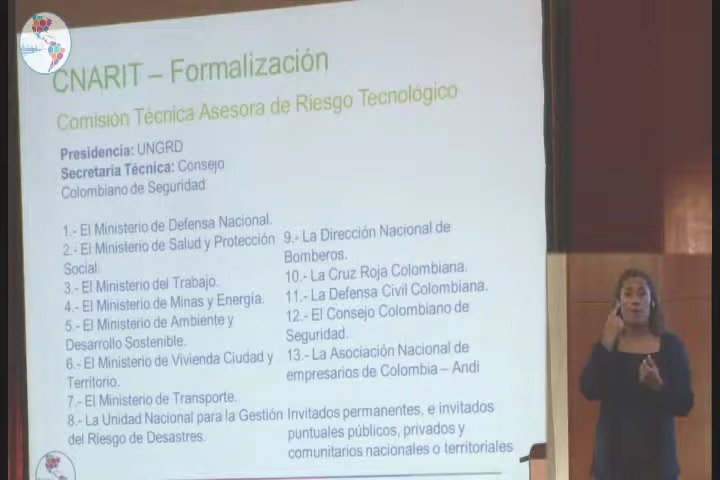 CNARIT – Formalización
Comisión Técnica Asesora de Riesgo Tecnológico
Presidencia: UNGRD
Secretaría Técnica: Consejo
Colombiano de Seguridad
1.- El Ministerio de Defensa Nacional.
2.- El Ministerio de Salud y Protección
Social.
3.- El Ministerio del Trabajo.
4.- El Ministerio de Minas y Energía.
5.- El Ministerio de Ambiente y
Desarrollo Sostenible.
6.- El Ministerio de Vivienda Ciudad y
Territorio.
7.- El Ministerio de Transporte.
8.- La Unidad Nacional para la Gestión
del Riesgo de Desastres.
9.- La Dirección Nacional de
Bomberos.
10.- La Cruz Roja Colombiana.
11.- La Defensa Civil Colombiana.
12.- El Consejo Colombiano de
Seguridad.
13.- La Asociación Nacional de
empresarios de Colombia – Andi
Invitados permanentes, e invitados
puntuales públicos, privados y
comunitarios nacionales o territoriales